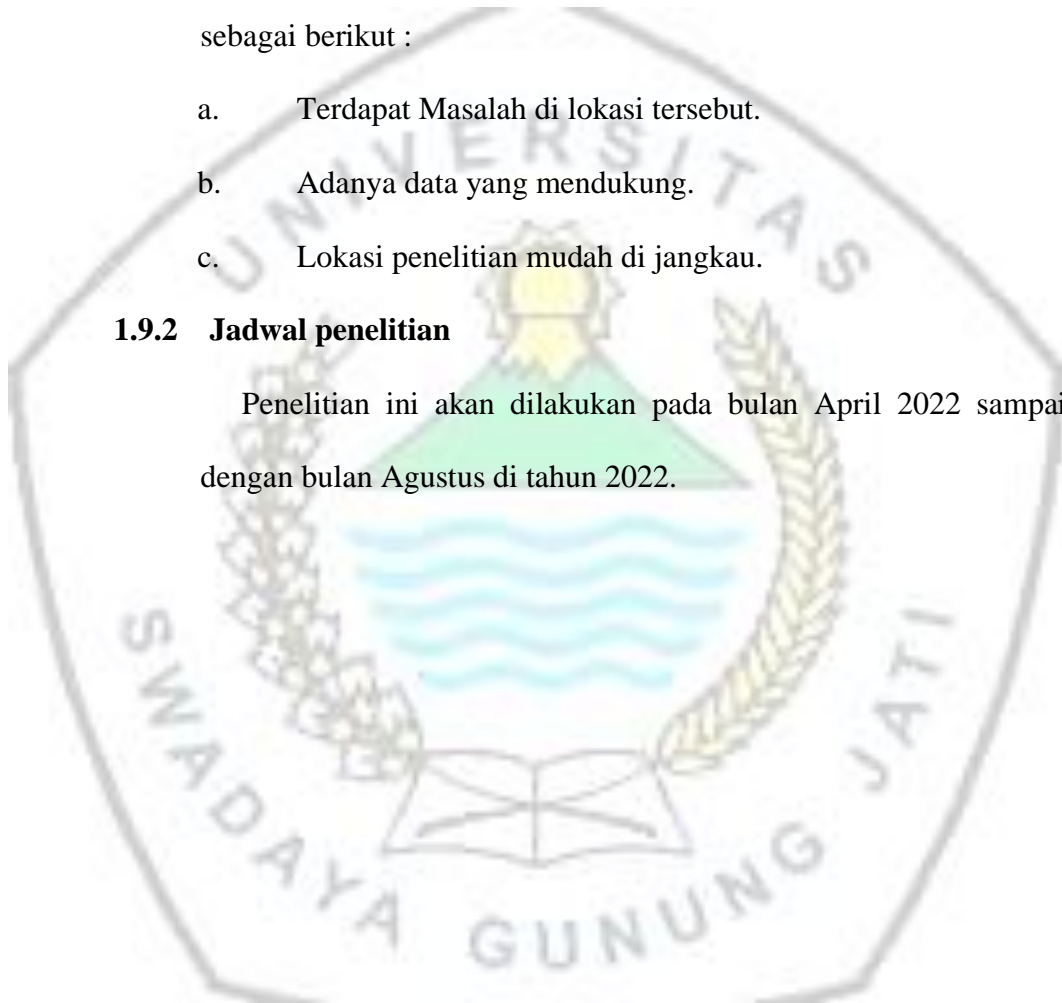 sebagai berikut :
a. Terdapat Masalah di lokasi tersebut.
b. Adanya data yang mendukung.
c. Lokasi penelitian mudah di jangkau.
1.9.2 Jadwal penelitian
Penelitian ini akan dilakukan pada bulan April 2022 sampai
dengan bulan Agustus di tahun 2022.
UNIVERSITAS
SWADAYA GUNUNG JATI